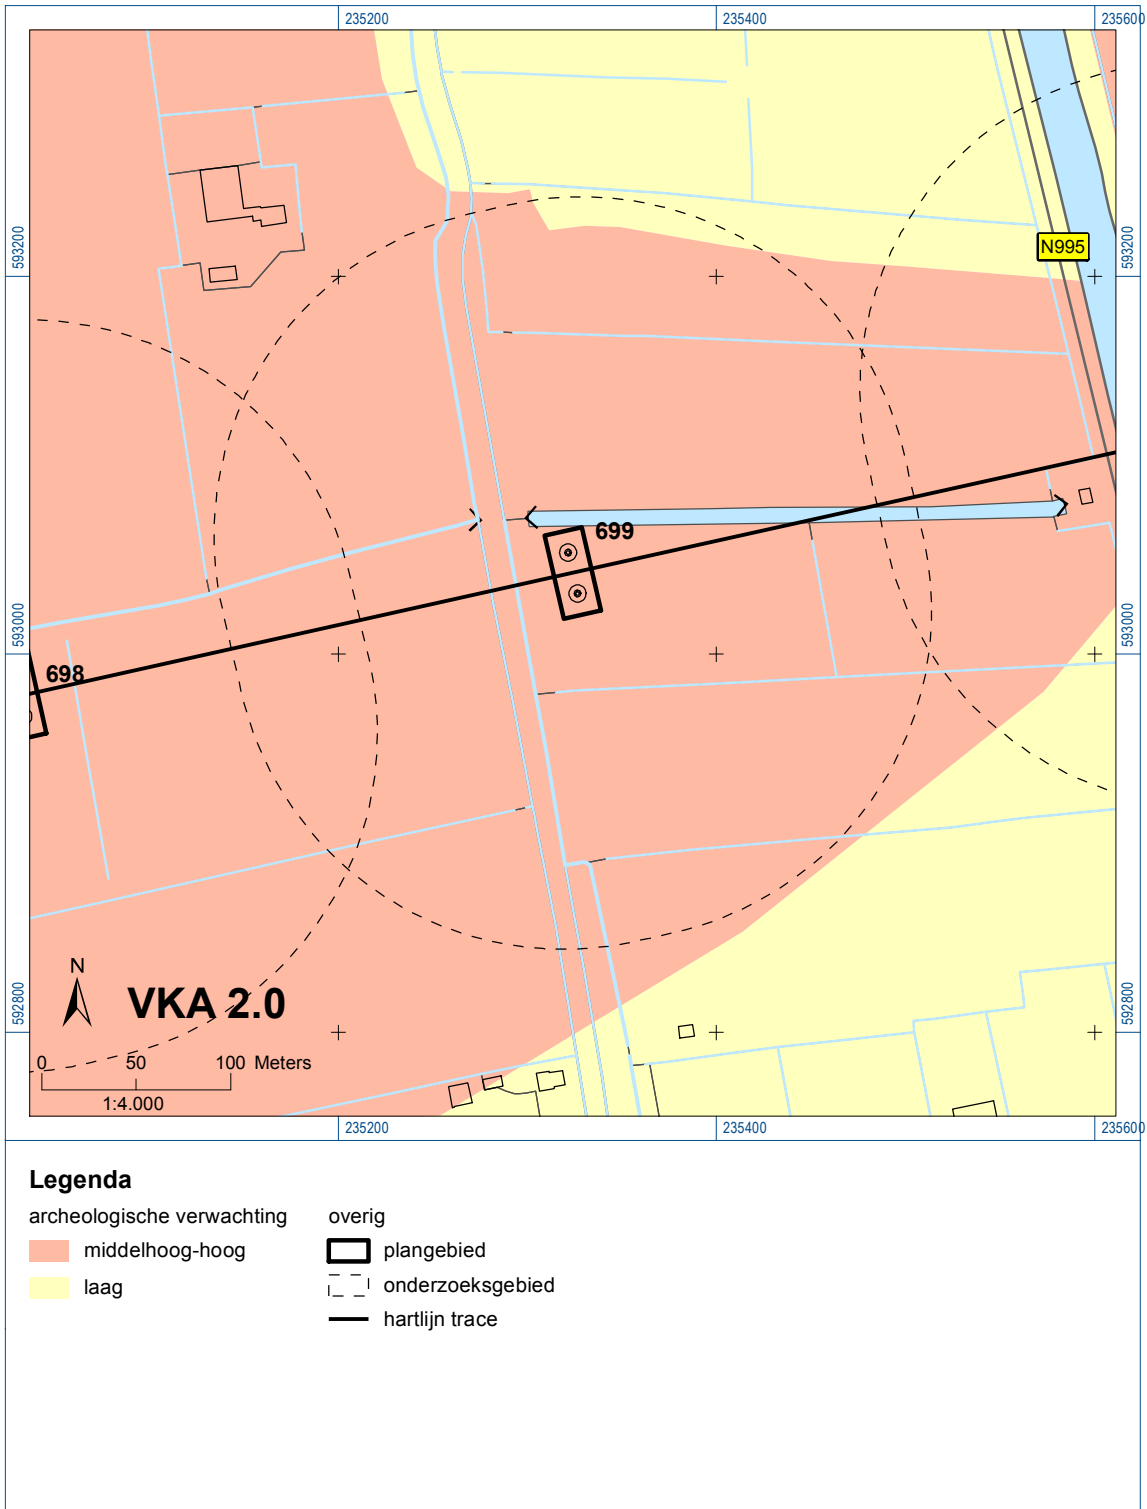 235200 235400 235600
593200 593200
N995
699
593000 593000
698
592800 592800
N
VKA 2.0
0 50 100 Meters
1:4.000
235200 235400 235600
Legenda
archeologische verwachting overig
middelhoog-hoog plangebied
laag onderzoeksgebied
hartlijn trace